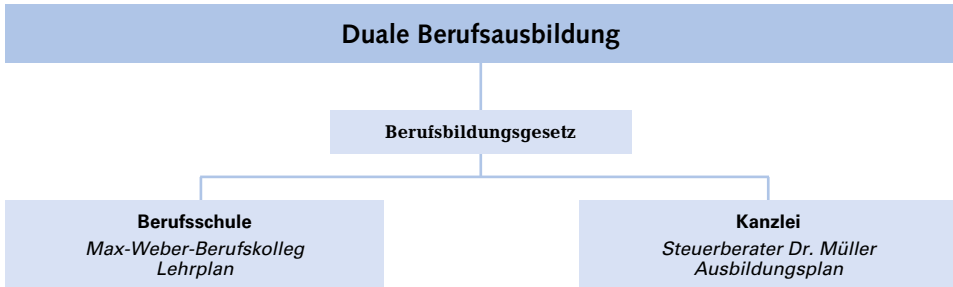 Duale Berufsausbildung
Berufsbildungsgesetz
Berufsschule
Max-Weber-Berufskolleg
Lehrplan
Kanzlei
Steuerberater Dr. Müller
Ausbildungsplan